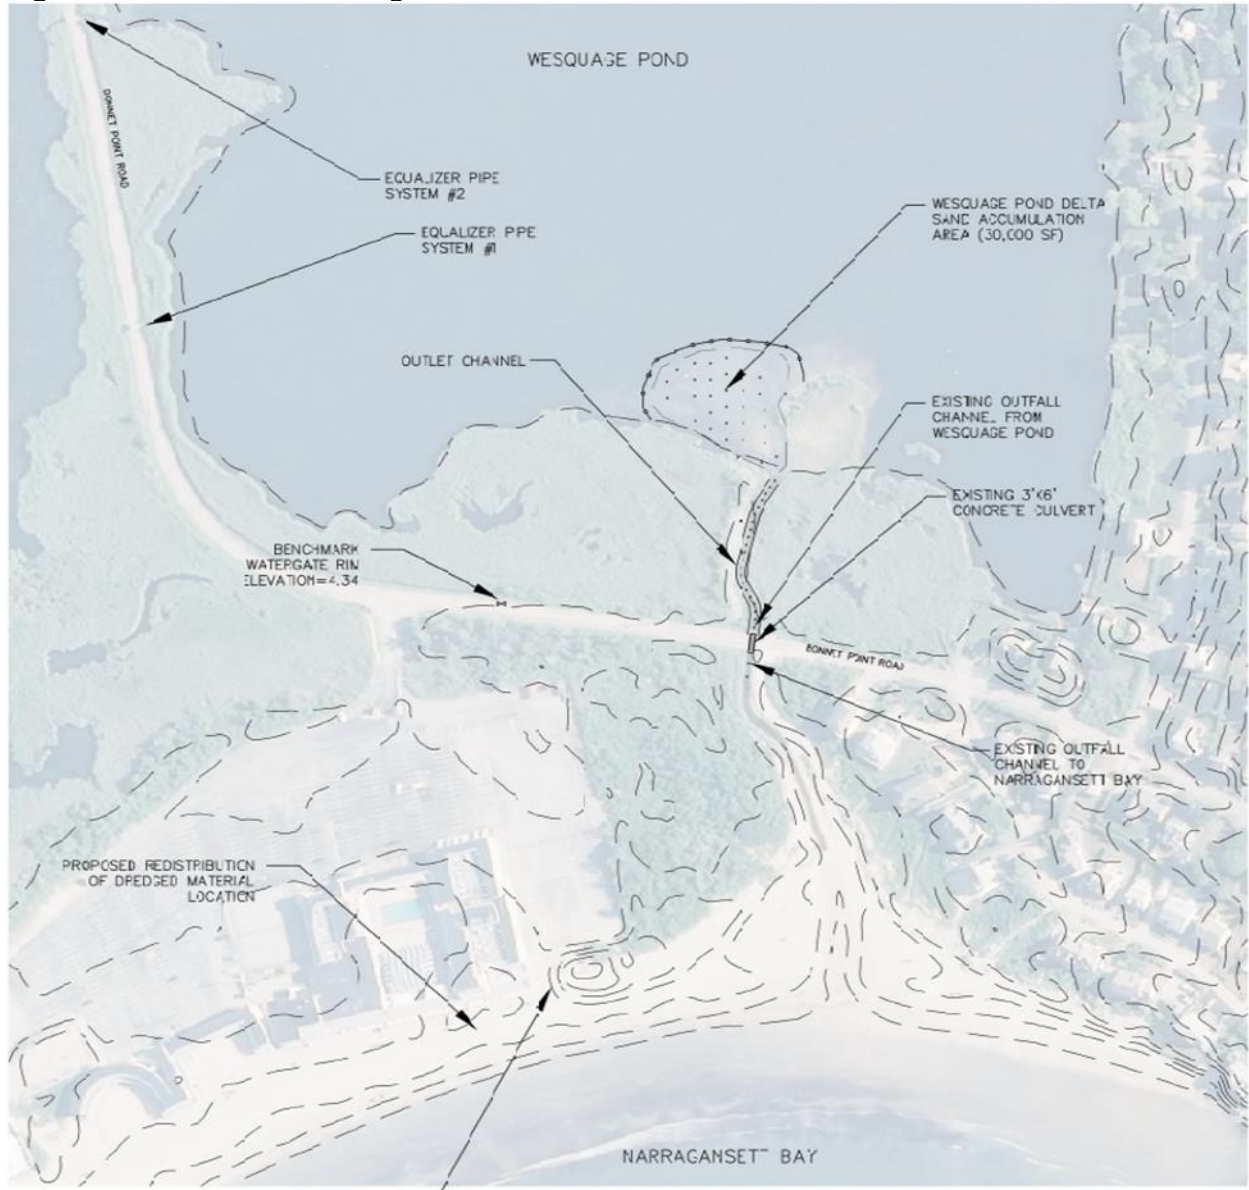 WESQUAGE POND
BONNET POINT ROAD
EQUALIZER PIPE
SYSTEM #2
EQUALIZER PIPE
SYSTEM #1
WESQUAGE POND DELTA
SAND ACCUMULATION
AREA (30,000 SF)
OUTLET CHANNEL
EXISTING OUTFALL
CHANNEL FROM
WESQUAGE POND
EXISTING 3'X6'
CONCRETE CULVERT
BENCHMARK
WATERGATE RIM
ELEVATION=4.34
BONNET POINT ROAD
EXISTING OUTFALL
CHANNEL TO
NARRAGANSETT BAY
PROPOSED REDISTRIBUTION
OF DREDGED MATERIAL
LOCATION
NARRAGANSETT BAY